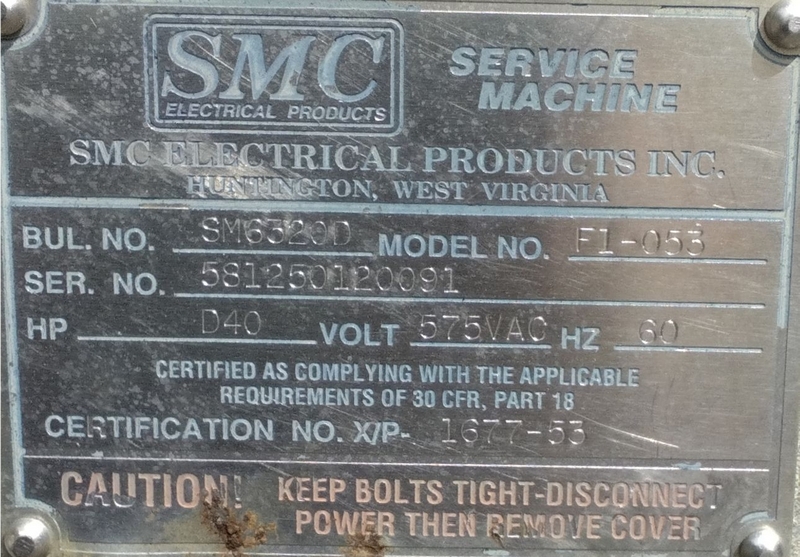 SMC
ELECTRICAL PRODUCTS
SERVICE
MACHINE
SMC ELECTRICAL PRODUCTS INC.
HUNTINGTON, WEST VIRGINIA
BUL. NO. SM6320D MODEL NO. F1-053
SER. NO. 581250120091
HP D40 VOLT 575VAC HZ 60
CERTIFIED AS COMPLYING WITH THE APPLICABLE
REQUIREMENTS OF 30 CFR, PART 18
CERTIFICATION NO. X/P- 1677-53
CAUTION! KEEP BOLTS TIGHT-DISCONNECT
POWER THEN REMOVE COVER